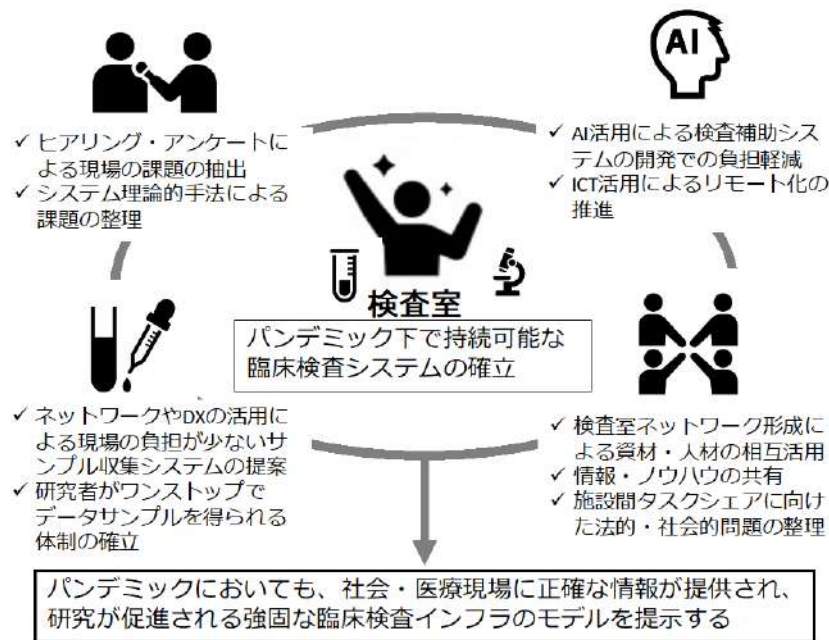 ✓ ヒアリング・アンケートに
よる現場の課題の抽出
✓ システム理論的手法による
課題の整理
AI
✓ AI活用による検査補助シス
テムの開発での負担軽減
✓ ICT活用によるリモート化の
推進
検査室
パンデミック下で持続可能な
臨床検査システムの確立
✓ ネットワークやDXの活用に
よる現場の負担が少ないサ
ンプル収集システムの提案
✓ 研究者がワンストップで
データサンプルを得られる
体制の確立
✓ 検査室ネットワーク形成に
よる資材・人材の相互活用
✓ 情報・ノウハウの共有
✓ 施設間タスクシェアに向け
た法的・社会的問題の整理
パンデミックにおいても、社会・医療現場に正確な情報が提供され、
研究が促進される強固な臨床検査インフラのモデルを提示する